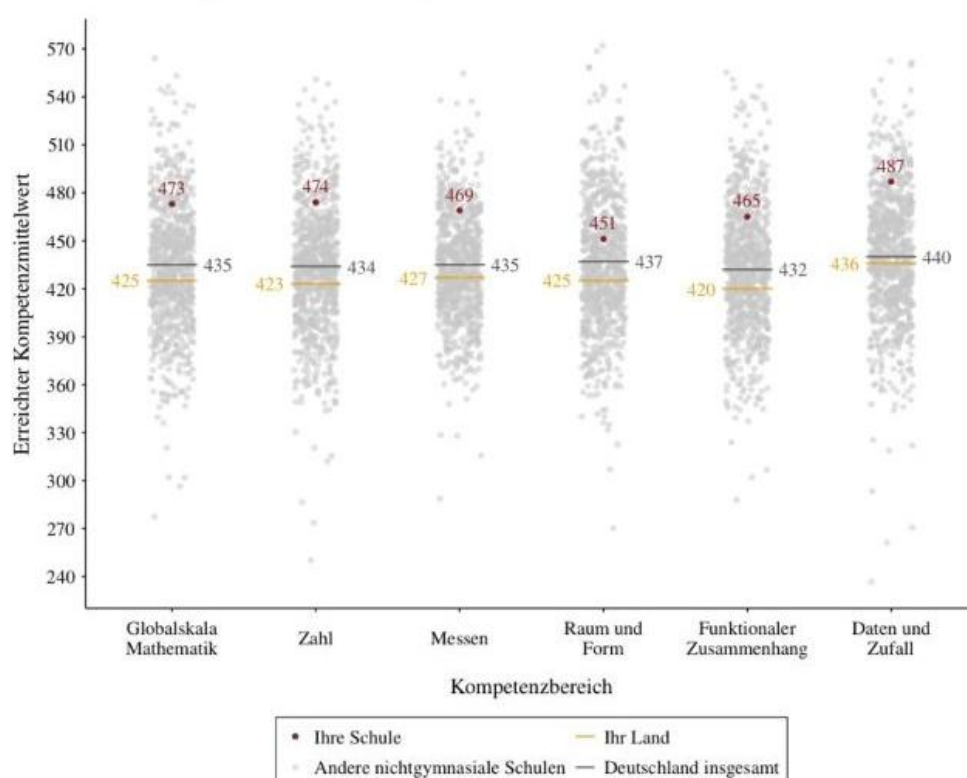 570
540
510
480
450
420
390
360
330
300
270
240
Erreichter Kompetenzmittelwert
473
425
435
474
423
434
469
427
435
451
425
437
465
420
432
487
436
440
Globalskala
Mathematik
Zahl
Messen
Raum und
Form
Funktionaler
Zusammenhang
Daten und
Zufall
Kompetenzbereich
Ihre Schule
Ihr Land
Andere nichtgymnasiale Schulen
Deutschland insgesamt